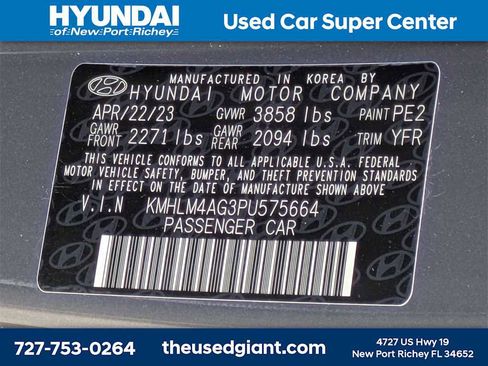 HYUNDAI
of New Port Richey
Used Car Super Center
MANUFACTURED IN KOREA BY
HYUNDAI MOTOR COMPANY
APR/22/23 GVWR 3858 lbs PAINT PE2
GAWR FRONT 2271 lbs GAWR REAR 2094 lbs TRIM YFR
THIS VEHICLE CONFORMS TO ALL APPLICABLE U.S.A. FEDERAL
MOTOR VEHICLE SAFETY, BUMPER, AND THEFT PREVENTION STANDARDS
IN EFFECT ON THE DATE OF MANUFACTURE SHOWN ABOVE.
V.I.N KMHLM4AG3PU575664
PASSENGER CAR
727-753-0264
theusedgiant.com
4727 US Hwy 19
New Port Richey FL 34652